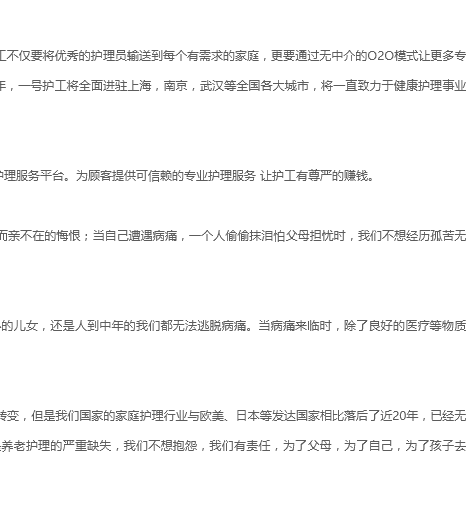 工不仅要将优秀的护理员输送到每个有需求的家庭，更要通过无中介的O2O模式让更多专
年，一号护工将全面进驻上海，南京，武汉等全国各大城市，将一直致力于健康护理事业
护理服务平台。为顾客提供可信赖的专业护理服务 让护工有尊严的赚钱。
而亲不在的悔恨；当自己遭遇病痛，一个人偷偷抹泪怕父母担忧时，我们不想经历孤苦无
的儿女，还是人到中年的我们都无法逃脱病痛。当病痛来临时，除了良好的医疗等物质
转变，但是我们国家的家庭护理行业与欧美、日本等发达国家相比落后了近20年，已经无
养老护理的严重缺失，我们不想抱怨，我们有责任，为了父母，为了自己，为了孩子去